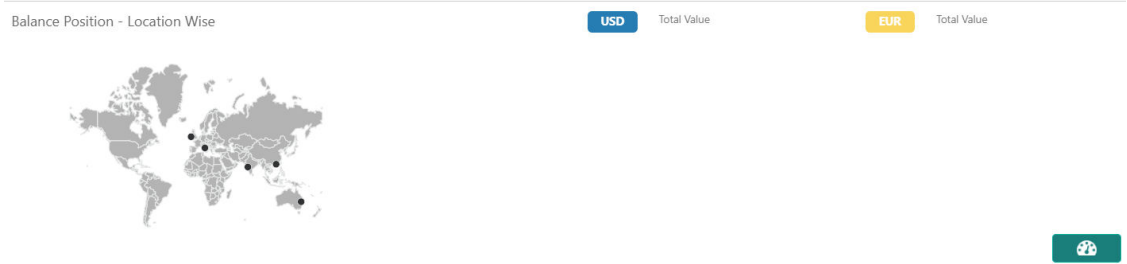 Balance Position - Location Wise
USD Total Value
EUR Total Value